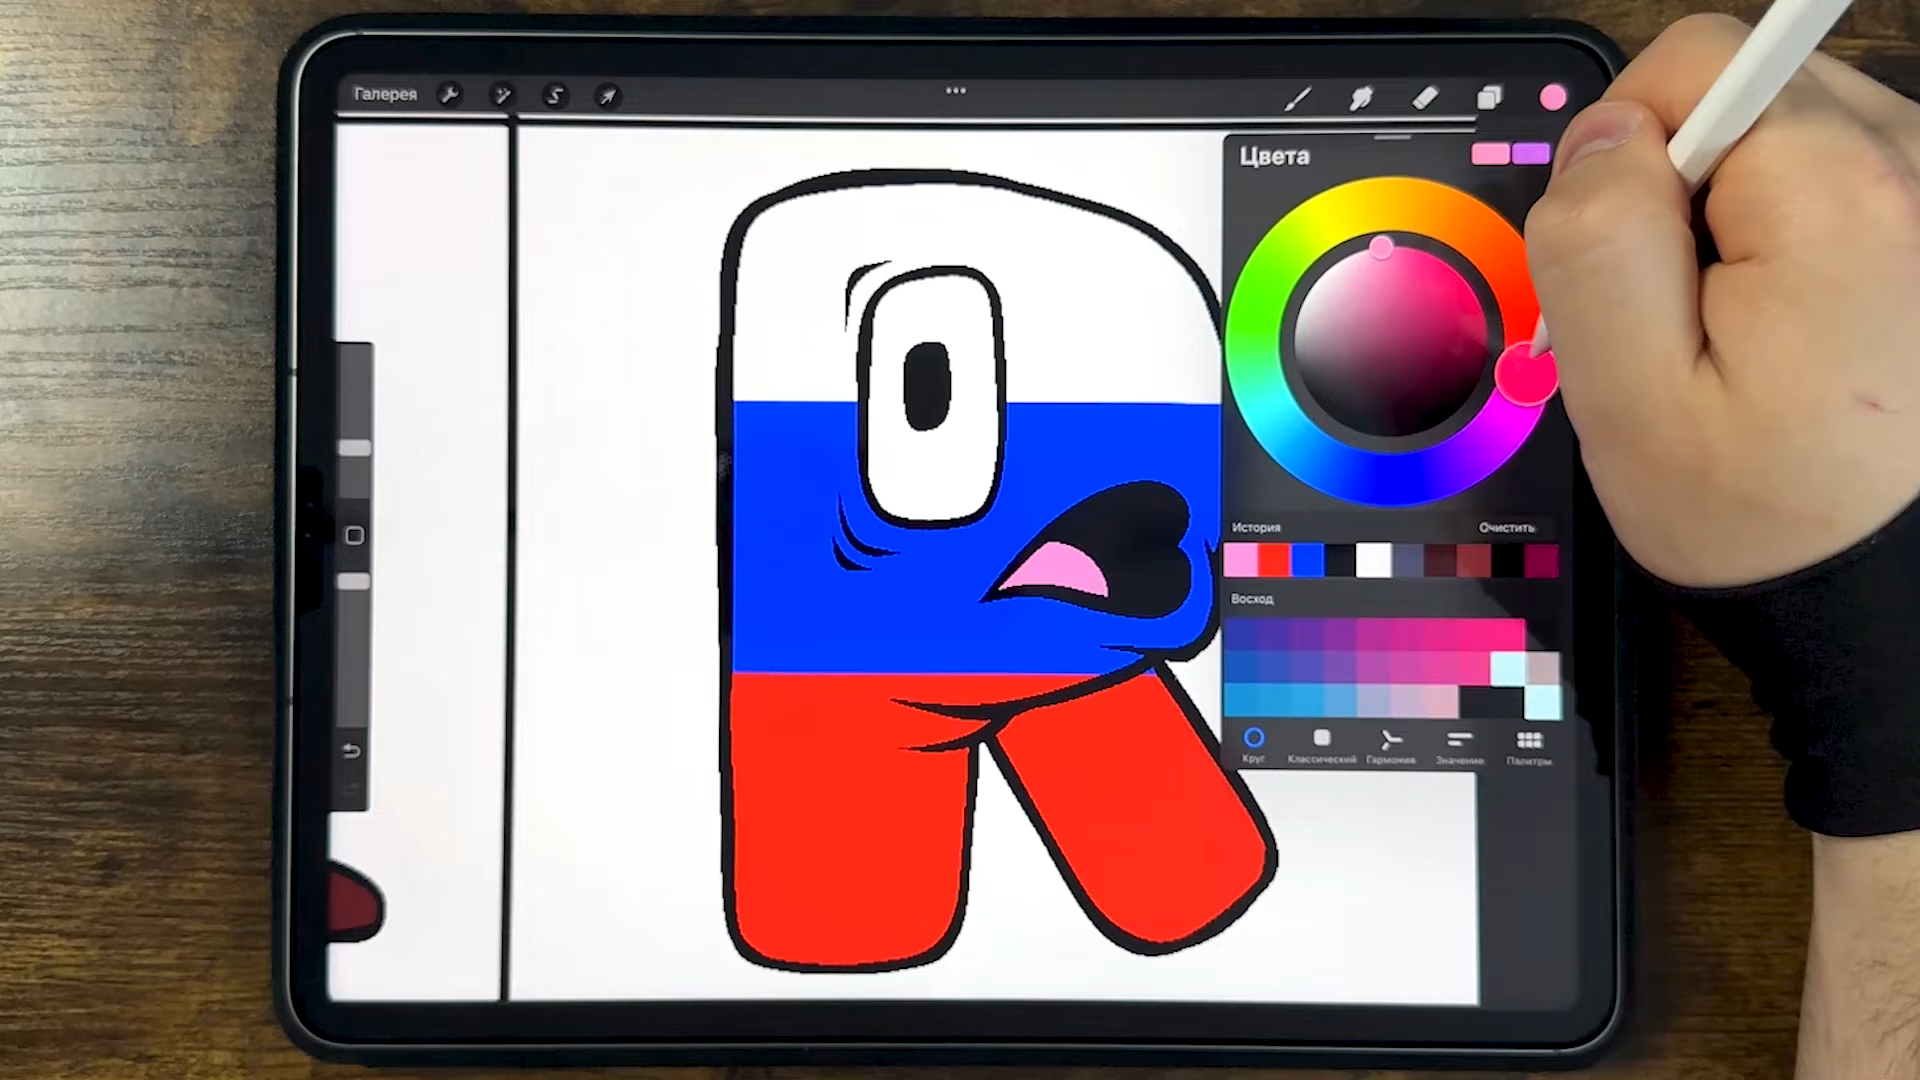 Галерея
Цвета
История Очистить
Восход
Круг Классический Гармония Значение Палитры
R